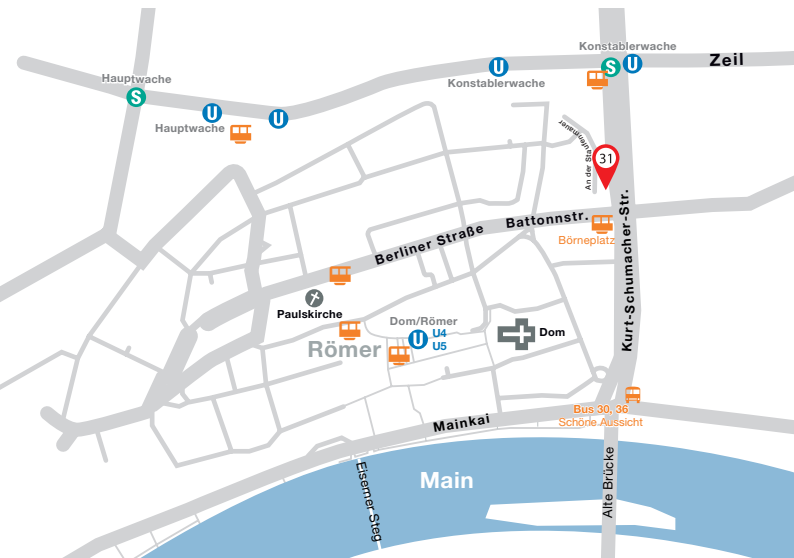 Konstablerwache
Zeil
S
U
U
Konstablerwache
Hauptwache
S
U
U
Hauptwache
An der Staufenmauer
31
Kurt-Schumacher-Str.
Battonnstr.
Berliner Straße
Börneplatz
Paulskirche
Dom/Römer
U
U4
U5
Römer
Dom
Bus 30, 36
Schöne Aussicht
Mainkai
Main
Eiserner Steg
Alte Brücke